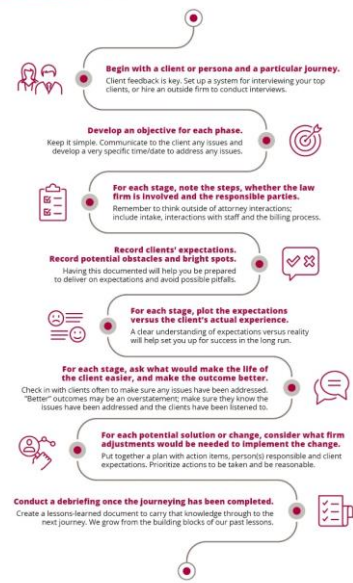 Begin with a client or persona and a particular journey.
Client feedback is key. Set up a system for interviewing your top
clients, or hire an outside firm to conduct interviews.
Develop an objective for each phase.
Keep it simple. Communicate to the client any issues and
develop a very specific time/date to address any issues.
For each stage, note the steps, whether the law
firm is involved and the responsible parties.
Remember to think outside of attorney interactions;
include intake, interactions with staff and the billing process.
Record clients' expectations.
Record potential obstacles and bright spots.
Having this documented will help you be prepared
to deliver on expectations and avoid possible pitfalls.
For each stage, plot the expectations
versus the client's actual experience.
A clear understanding of expectations versus reality
will help set you up for success in the long run.
For each stage, ask what would make the life of
the client easier, and make the outcome better.
Check in with clients often to make sure any issues have been addressed.
"Better" outcomes may be an overstatement; make sure they know the
issues have been addressed and the clients have been listened to.
For each potential solution or change, consider what firm
adjustments would be needed to implement the change.
Put together a plan with action items, person(s) responsible and client
expectations. Prioritize actions to be taken and be reasonable.
Conduct a debriefing once the journeying has been completed.
Create a lessons-learned document to carry that knowledge through to the
next journey. We grow from the building blocks of our past lessons.